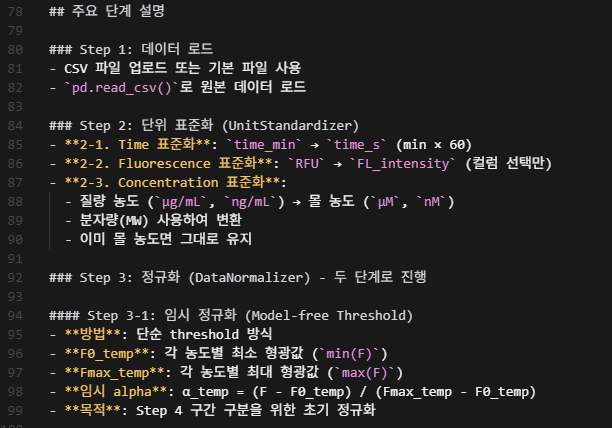 78 ## 주요 단계 설명
79
80 ### Step 1: 데이터 로드
81 - CSV 파일 업로드 또는 기본 파일 사용
82 - `pd.read_csv()`로 원본 데이터 로드
83
84 ### Step 2: 단위 표준화 (UnitStandardizer)
85 - **2-1. Time 표준화**: `time_min` → `time_s` (min × 60)
86 - **2-2. Fluorescence 표준화**: `RFU` → `FL_intensity` (컬럼 선택만)
87 - **2-3. Concentration 표준화**:
88   - 질량 농도 (`μg/mL`, `ng/mL`) → 몰 농도 (`μM`, `nM`)
89   - 분자량(MW) 사용하여 변환
90   - 이미 몰 농도면 그대로 유지
91
92 ### Step 3: 정규화 (DataNormalizer) - 두 단계로 진행
93
94 #### Step 3-1: 임시 정규화 (Model-free Threshold)
95 - **방법**: 단순 threshold 방식
96 - **F0_temp**: 각 농도별 최소 형광값 (`min(F)`)
97 - **Fmax_temp**: 각 농도별 최대 형광값 (`max(F)`)
98 - **임시 alpha**: α_temp = (F - F0_temp) / (Fmax_temp - F0_temp)
99 - **목적**: Step 4 구간 구분을 위한 초기 정규화